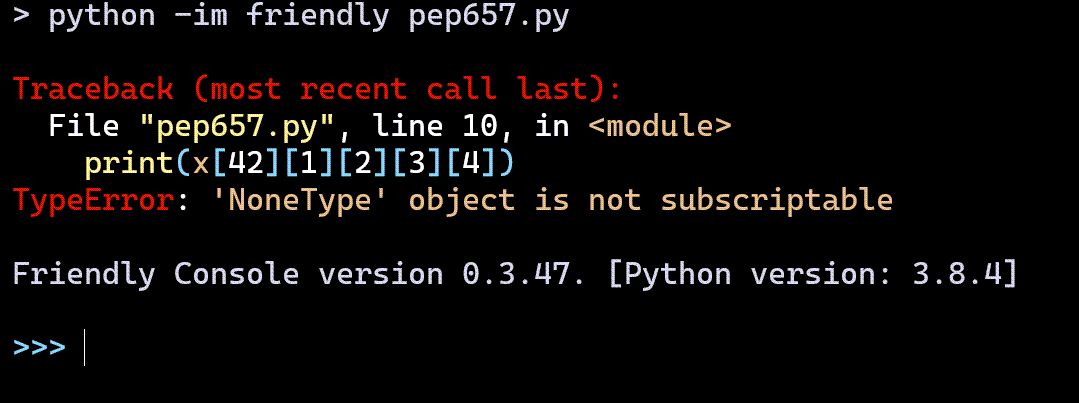 > python -im friendly pep657.py
Traceback (most recent call last):
File "pep657.py", line 10, in <module>
print(x[42][1][2][3][4])
TypeError: 'NoneType' object is not subscriptable
Friendly Console version 0.3.47. [Python version: 3.8.4]
>>>